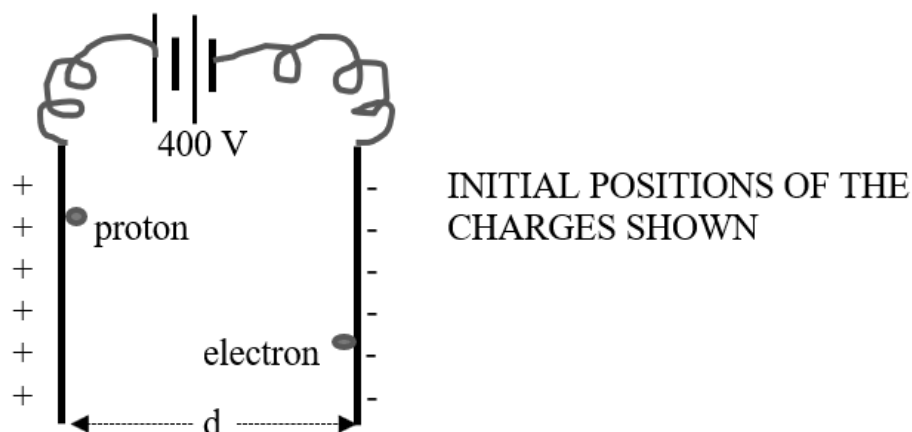 400 V
+ -
INITIAL POSITIONS OF THE
CHARGES SHOWN
+ proton -
+ -
+ -
+ electron -
+ -
d